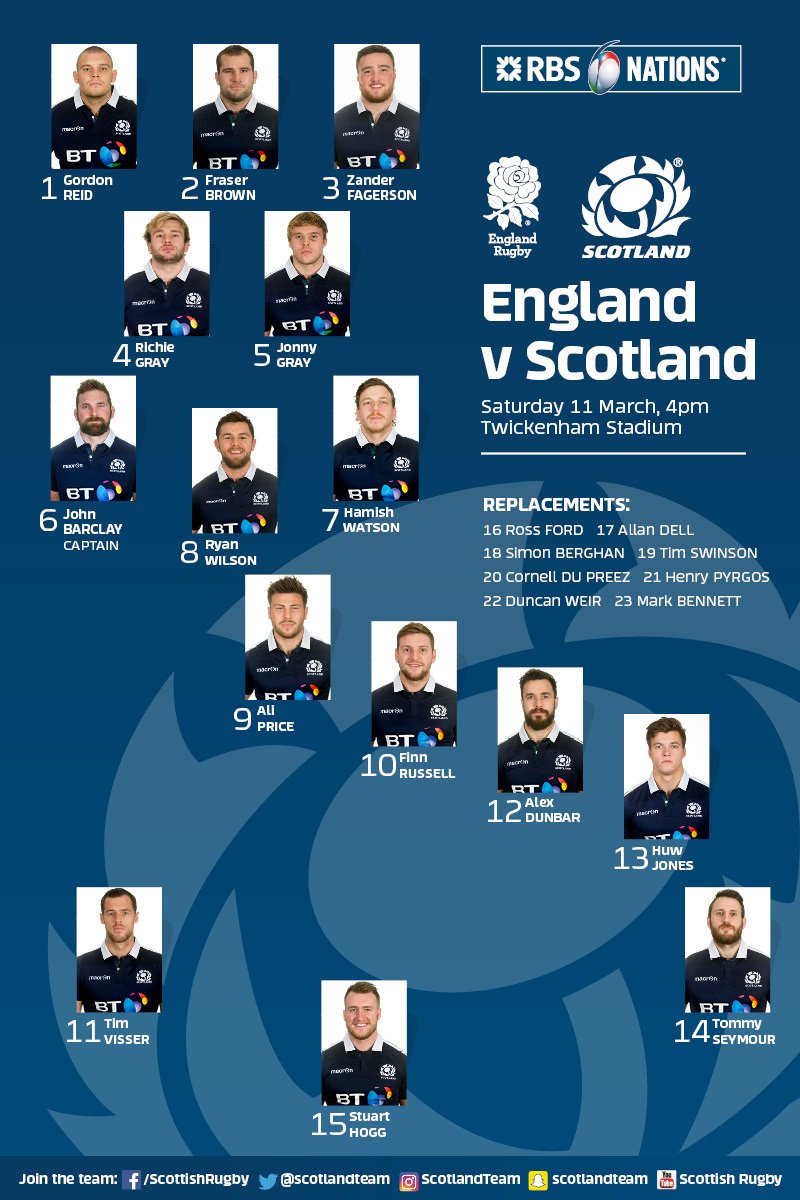 RBS 6 NATIONS
England
Rugby
SCOTLAND
England
v Scotland
Saturday 11 March, 4pm
Twickenham Stadium
1 Gordon
REID
2 Fraser
BROWN
3 Zander
FAGERSON
4 Richie
GRAY
5 Jonny
GRAY
6 John
BARCLAY
CAPTAIN
8 Ryan
WILSON
7 Hamish
WATSON
REPLACEMENTS:
16 Ross FORD 17 Allan DELL
18 Simon BERGHAN 19 Tim SWINSON
20 Cornell DU PREEZ 21 Henry PYRGOS
22 Duncan WEIR 23 Mark BENNETT
9 Ali
PRICE
10 Finn
RUSSELL
12 Alex
DUNBAR
13 Huw
JONES
11 Tim
VISSER
14 Tommy
SEYMOUR
15 Stuart
HOGG
Join the team: f /ScottishRugby @scotlandteam ScotlandTeam scotlandteam You Tube Scottish Rugby